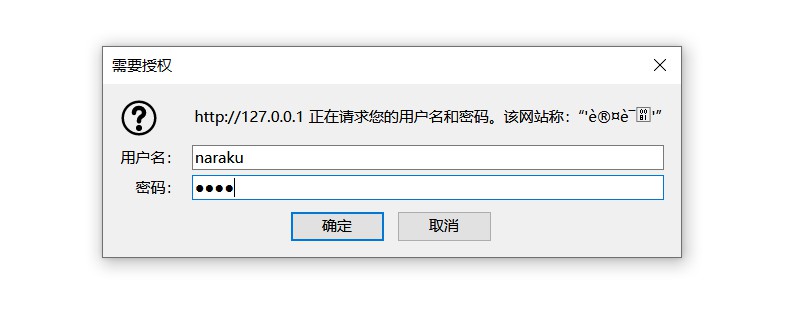 需要授权
http://127.0.0.1 正在请求您的用户名和密码。该网站称：“'è®¤è¯'”
用户名： naraku
密码： ●●●●
确定 取消